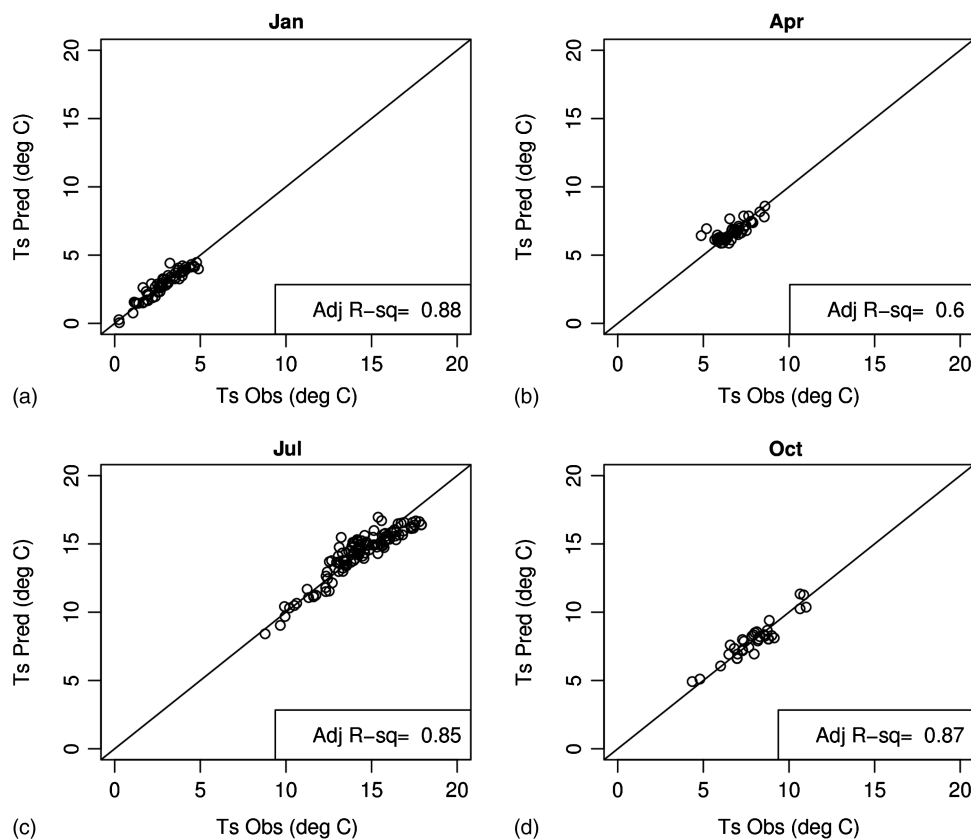 Jan
Ts Pred (deg C)
20
15
10
5
0
Adj R−sq= 0.88
0 5 10 15 20
(a) Ts Obs (deg C)
Apr
Ts Pred (deg C)
20
15
10
5
0
Adj R−sq= 0.6
0 5 10 15 20
(b) Ts Obs (deg C)
Jul
Ts Pred (deg C)
20
15
10
5
0
Adj R−sq= 0.85
0 5 10 15 20
(c) Ts Obs (deg C)
Oct
Ts Pred (deg C)
20
15
10
5
0
Adj R−sq= 0.87
0 5 10 15 20
(d) Ts Obs (deg C)